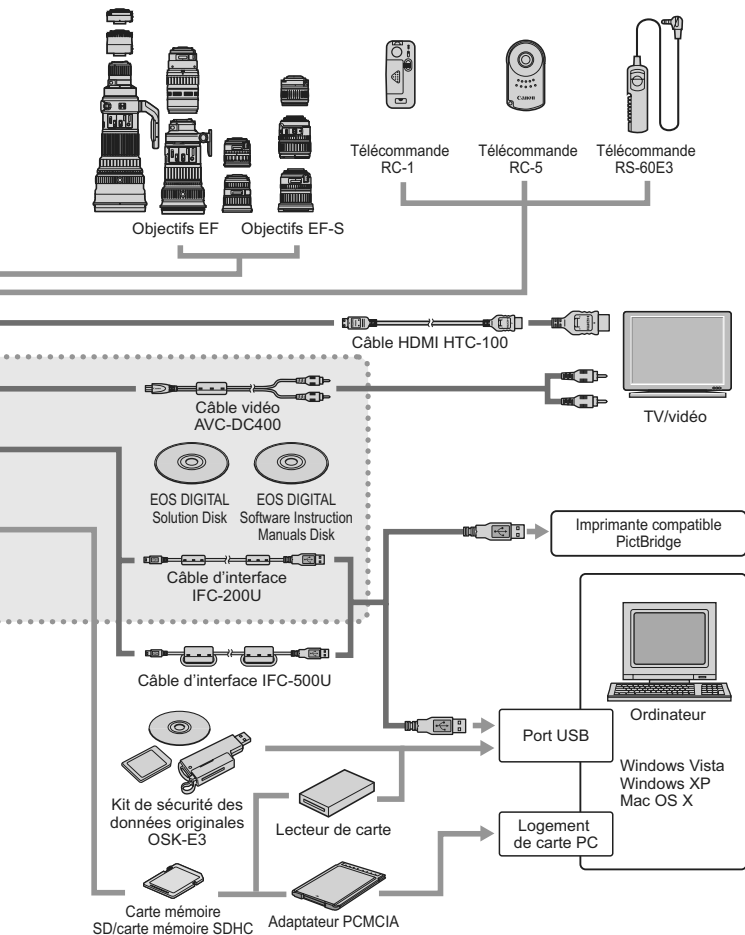 Canon
Télécommande
RC-1
Télécommande
RC-5
Télécommande
RS-60E3
Objectifs EF
Objectifs EF-S
Câble HDMI HTC-100
TV/vidéo
Câble vidéo
AVC-DC400
EOS DIGITAL
Solution Disk
EOS DIGITAL
Software Instruction
Manuals Disk
Imprimante compatible
PictBridge
Câble d’interface
IFC-200U
Câble d’interface IFC-500U
Ordinateur
Port USB
Windows Vista
Windows XP
Mac OS X
Kit de sécurité des
données originales
OSK-E3
Lecteur de carte
Logement
de carte PC
Carte mémoire
SD/carte mémoire SDHC
Adaptateur PCMCIA